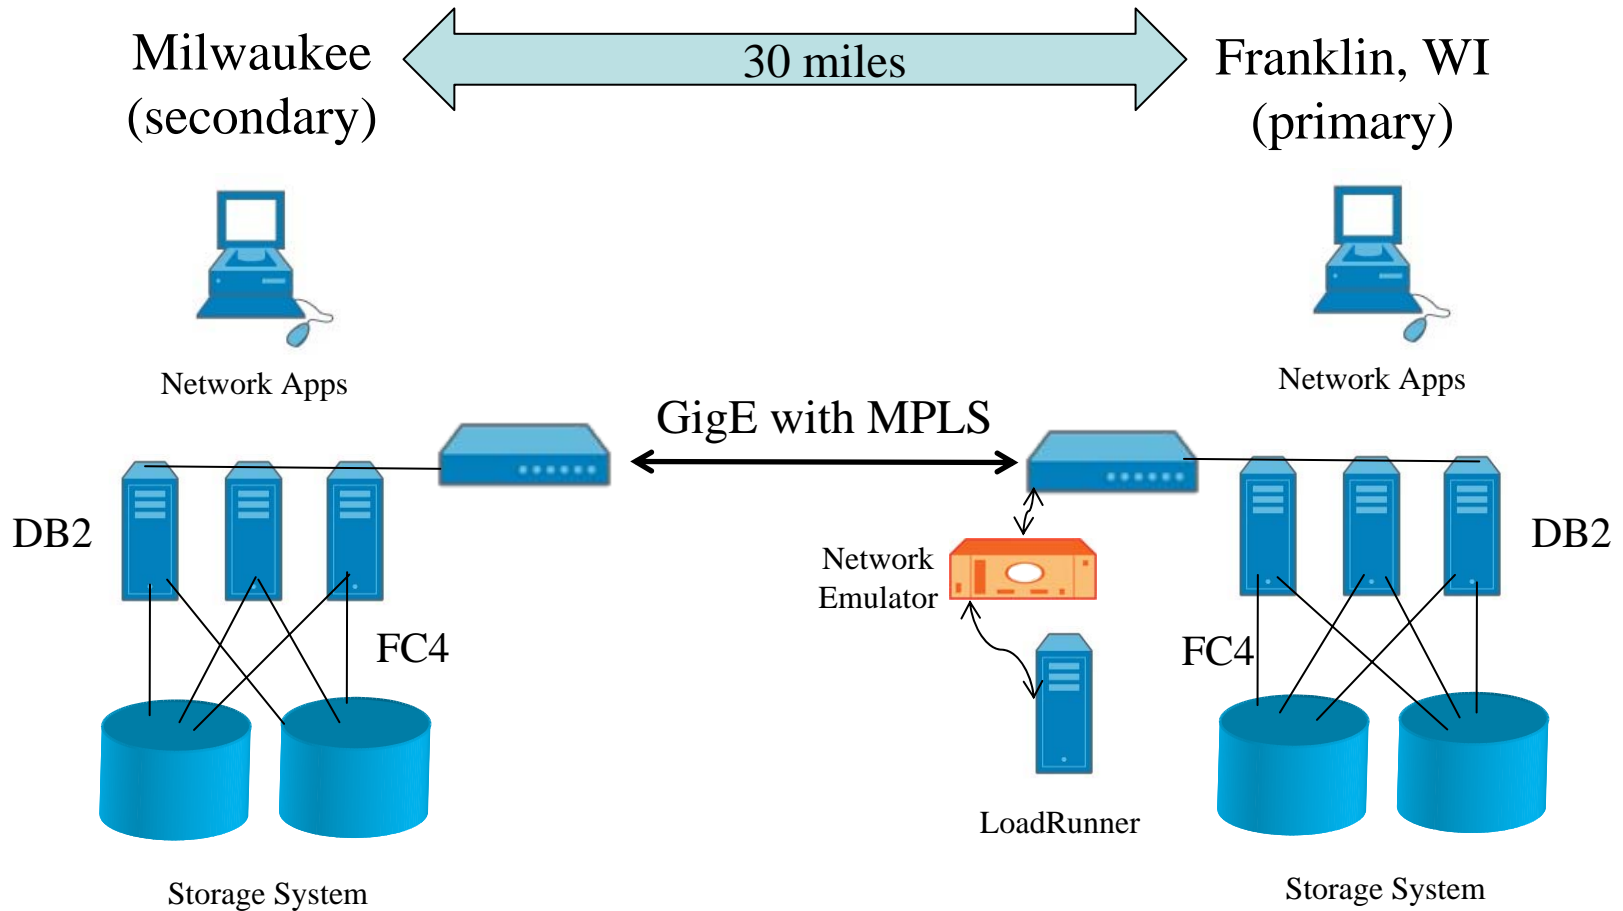 Milwaukee
(secondary)
30 miles
Franklin, WI
(primary)
Network Apps
Network Apps
GigE with MPLS
DB2
Network
Emulator
DB2
FC4
FC4
LoadRunner
Storage System
Storage System